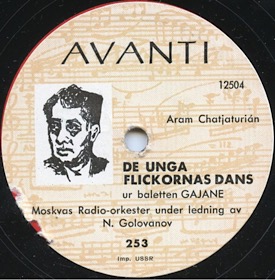 AVANTI
12504
Aram Chatjaturián
DE UNGA
FLICKORNAS DANS
ur baletten GAJANE
Moskvas Radio-orkester under ledning av
N. Golovanov
253
Imp. USSR